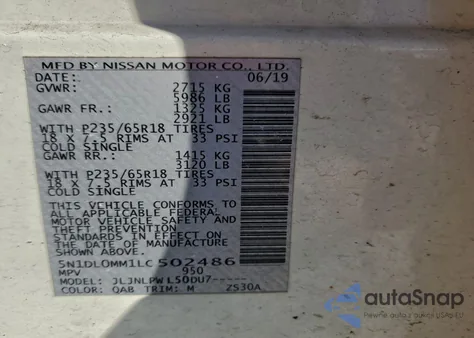 MFD BY NISSAN MOTOR CO., LTD.
DATE: 06/19
GVWR: 2715 KG
5986 LB
GAWR FR.: 1325 KG
2921 LB
WITH P235/65R18 TIRES
18 X 7.5 RIMS AT 33 PSI
COLD SINGLE
GAWR RR.: 1415 KG
3120 LB
WITH P235/65R18 TIRES
18 X 7.5 RIMS AT 33 PSI
COLD SINGLE
THIS VEHICLE CONFORMS TO
ALL APPLICABLE FEDERAL
MOTOR VEHICLE SAFETY AND
THEFT PREVENTION
STANDARDS IN EFFECT ON
THE DATE OF MANUFACTURE
SHOWN ABOVE.
5N1DL0MM1LC502486
MPV 950
MODEL: JLJNLPWL50DU7-----
COLOR: QAB TRIM: M ZS30A
autoSnap